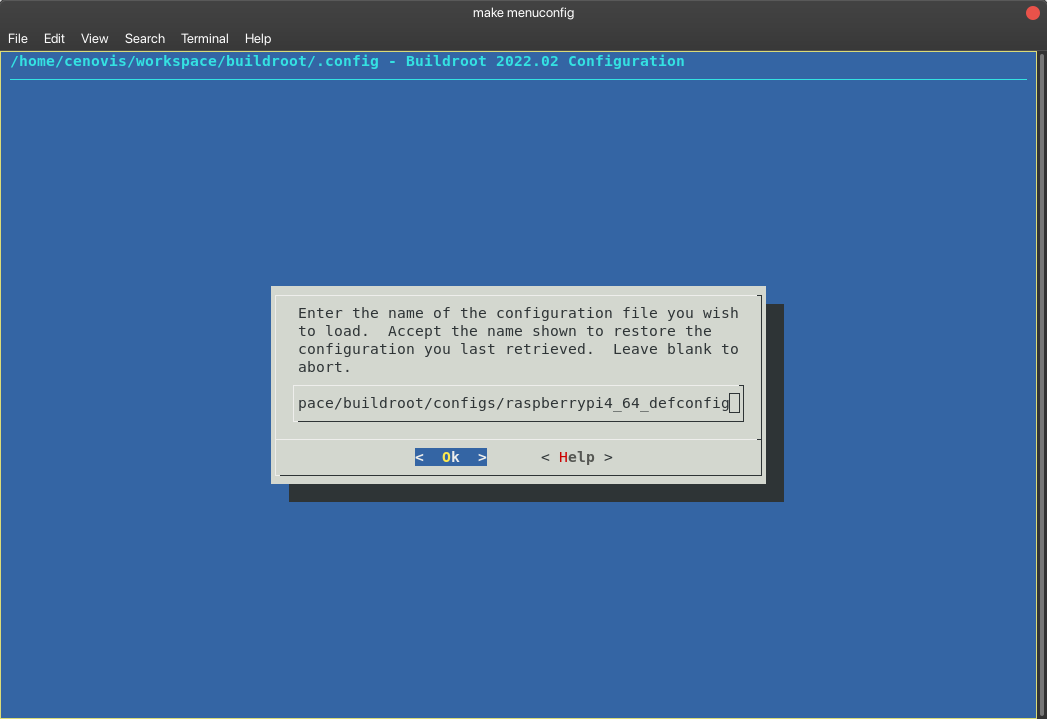 make menuconfig
File Edit View Search Terminal Help
/home/cenovis/workspace/buildroot/.config - Buildroot 2022.02 Configuration
Enter the name of the configuration file you wish
to load.  Accept the name shown to restore the
configuration you last retrieved.  Leave blank to
abort.
pace/buildroot/configs/raspberrypi4_64_defconfig
<  Ok  > < Help >